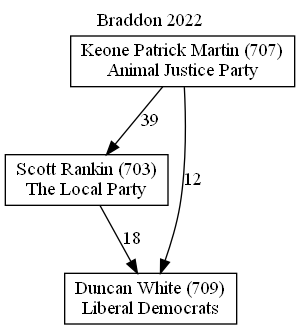 Braddon 2022
Keone Patrick Martin (707)
Animal Justice Party
39
12
Scott Rankin (703)
The Local Party
18
Duncan White (709)
Liberal Democrats